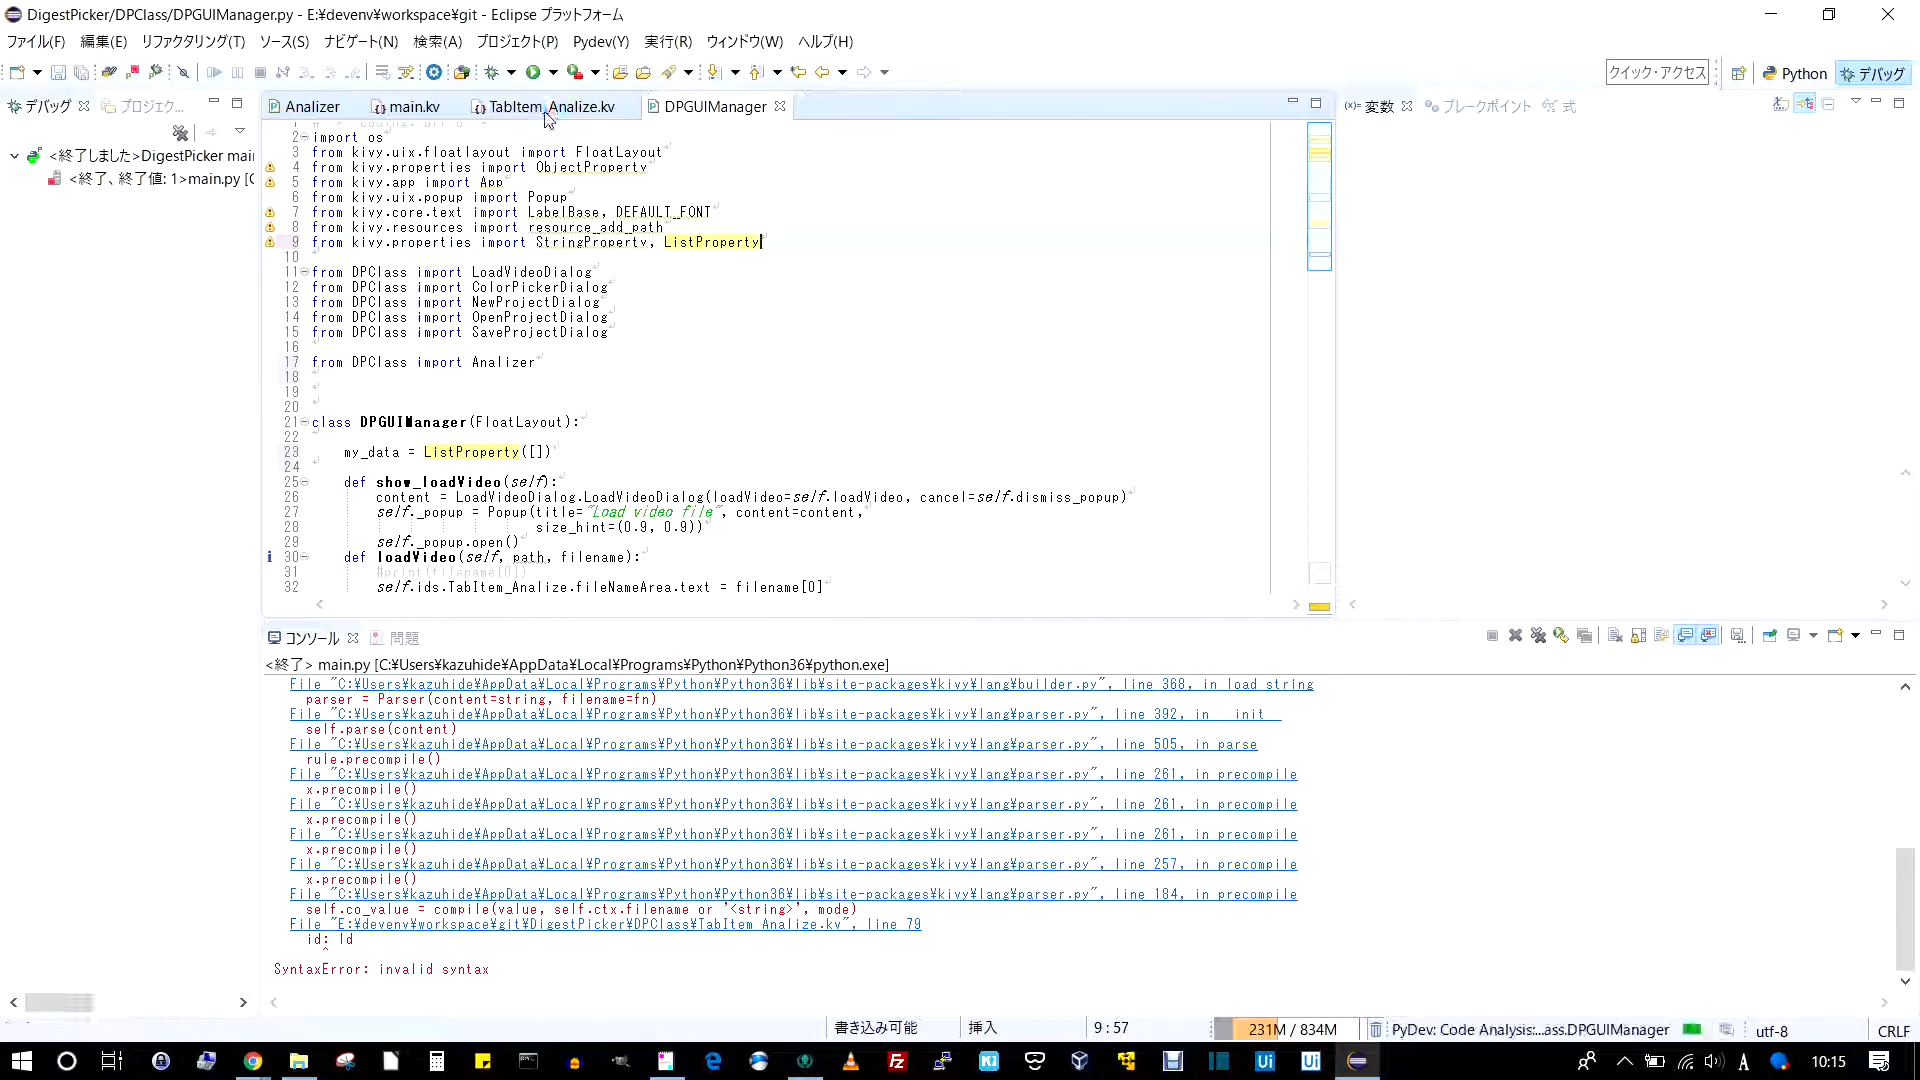 DigestPicker/DPClass/DPGUIManager.py - E:¥devenv¥workspace¥git - Eclipse プラットフォーム
ファイル(F) 編集(E) リファクタリング(T) ソース(S) ナビゲート(N) 検索(A) プロジェクト(P) Pydev(Y) 実行(R) ウィンドウ(W) ヘルプ(H)
クイック・アクセス Python デバッグ
デバッグ プロジェク...
Analizer main.kv TabItem_Analize.kv DPGUIManager
変数 ブレークポイント 式
<終了しました>DigestPicker mai
<終了、終了値: 1>main.py [C
2 import os
3 from kivy.uix.floatlayout import FloatLayout
4 from kivy.properties import ObjectProperty
5 from kivy.app import App
6 from kivy.uix.popup import Popup
7 from kivy.core.text import LabelBase, DEFAULT_FONT
8 from kivy.resources import resource_add_path
9 from kivy.properties import StringProperty, ListProperty
10
11 from DPClass import LoadVideoDialog
12 from DPClass import ColorPickerDialog
13 from DPClass import NewProjectDialog
14 from DPClass import OpenProjectDialog
15 from DPClass import SaveProjectDialog
16
17 from DPClass import Analizer
18
19
20
21 class DPGUIManager(FloatLayout):
22
23 my_data = ListProperty([])
24
25 def show_loadVideo(self):
26 content = LoadVideoDialog.LoadVideoDialog(loadVideo=self.loadVideo, cancel=self.dismiss_popup)
27 self._popup = Popup(title="Load video file", content=content,
28 size_hint=(0.9, 0.9))
29 self._popup.open()
30 def loadVideo(self, path, filename):
31 #print(filename[0])
32 self.ids.TabItem_Analize.fileNameArea.text = filename[0]
コンソール 問題
<終了> main.py [C:¥Users¥kazuhide¥AppData¥Local¥Programs¥Python¥Python36¥python.exe]
File "C:¥Users¥kazuhide¥AppData¥Local¥Programs¥Python¥Python36¥lib¥site-packages¥kivy¥lang¥builder.py", line 368, in load_string
parser = Parser(content=string, filename=fn)
File "C:¥Users¥kazuhide¥AppData¥Local¥Programs¥Python¥Python36¥lib¥site-packages¥kivy¥lang¥parser.py", line 392, in __init__
self.parse(content)
File "C:¥Users¥kazuhide¥AppData¥Local¥Programs¥Python¥Python36¥lib¥site-packages¥kivy¥lang¥parser.py", line 505, in parse
rule.precompile()
File "C:¥Users¥kazuhide¥AppData¥Local¥Programs¥Python¥Python36¥lib¥site-packages¥kivy¥lang¥parser.py", line 261, in precompile
x.precompile()
File "C:¥Users¥kazuhide¥AppData¥Local¥Programs¥Python¥Python36¥lib¥site-packages¥kivy¥lang¥parser.py", line 261, in precompile
x.precompile()
File "C:¥Users¥kazuhide¥AppData¥Local¥Programs¥Python¥Python36¥lib¥site-packages¥kivy¥lang¥parser.py", line 261, in precompile
x.precompile()
File "C:¥Users¥kazuhide¥AppData¥Local¥Programs¥Python¥Python36¥lib¥site-packages¥kivy¥lang¥parser.py", line 257, in precompile
x.precompile()
File "C:¥Users¥kazuhide¥AppData¥Local¥Programs¥Python¥Python36¥lib¥site-packages¥kivy¥lang¥parser.py", line 184, in precompile
self.co_value = compile(value, self.ctx.filename or '<string>', mode)
File "E:¥devenv¥workspace¥git¥DigestPicker¥DPClass¥TabItem_Analize.kv", line 79
id: Id
^
SyntaxError: invalid syntax
書き込み可能 挿入 9 : 57 231M / 834M PyDev: Code Analysis:...ass.DPGUIManager utf-8 CRLF
A 10:15